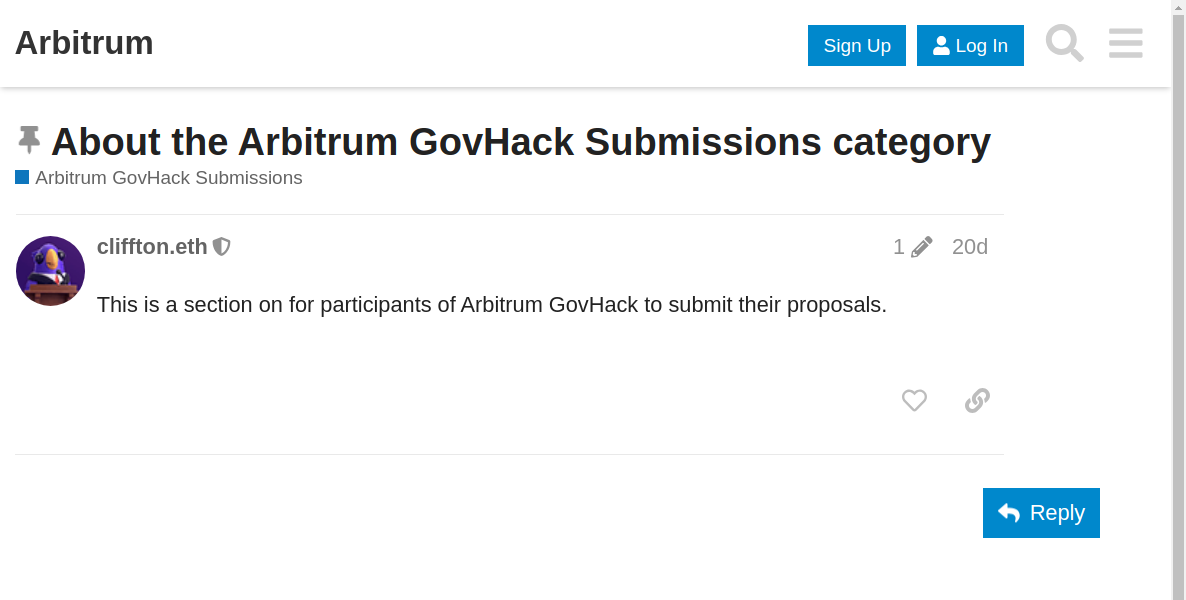 Arbitrum
Sign Up
Log In
About the Arbitrum GovHack Submissions category
Arbitrum GovHack Submissions
cliffton.eth
1
20d
This is a section on for participants of Arbitrum GovHack to submit their proposals.
Reply